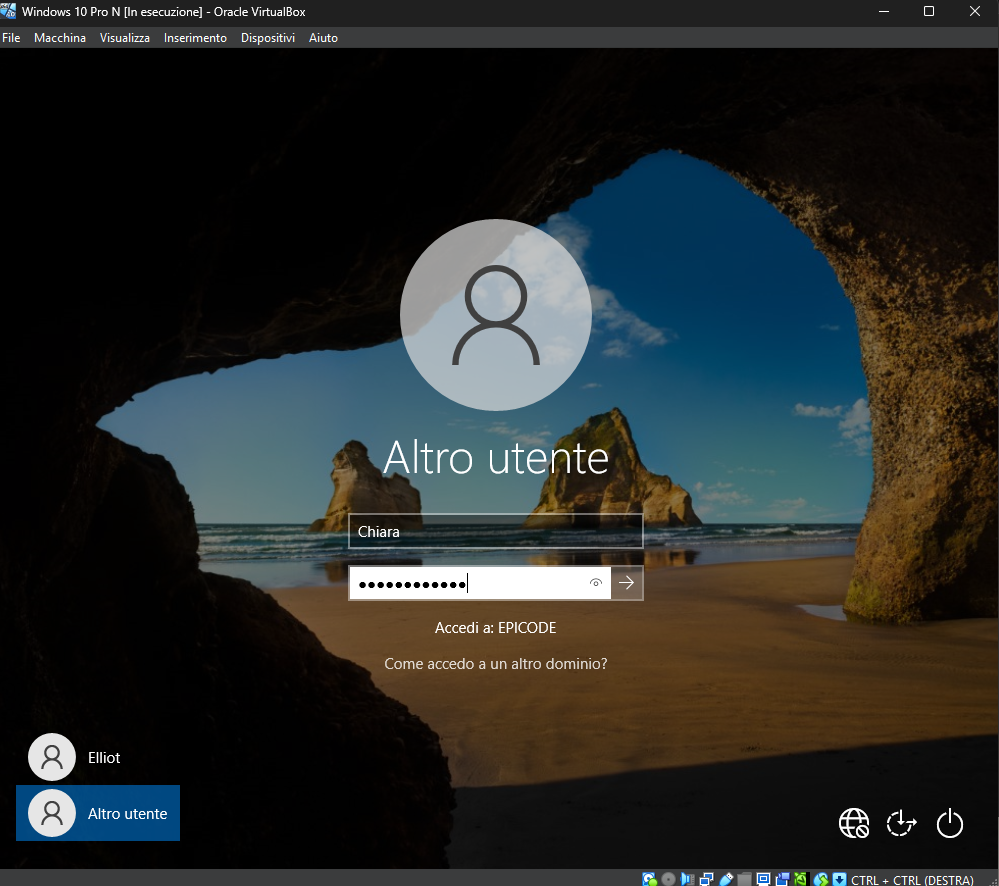 Windows 10 Pro N [In esecuzione] - Oracle VirtualBox
File Macchina Visualizza Inserimento Dispositivi Aiuto
Altro utente
Chiara
Accedi a: EPICODE
Come accedo a un altro dominio?
Elliot
Altro utente
CTRL + CTRL (DESTRA)